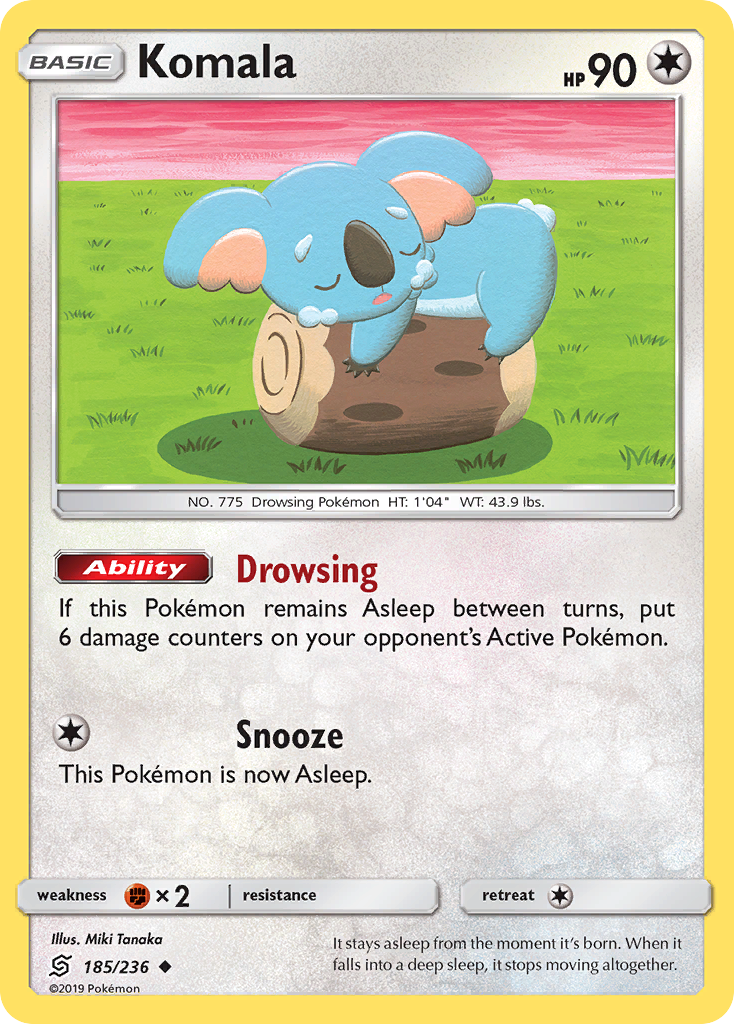 BASIC Komala HP 90
NO. 775 Drowsing Pokémon HT: 1'04" WT: 43.9 lbs.
Ability Drowsing
If this Pokémon remains Asleep between turns, put
6 damage counters on your opponent's Active Pokémon.
Snooze
This Pokémon is now Asleep.
weakness ×2 resistance retreat
Illus. Miki Tanaka
185/236
©2019 Pokémon
It stays asleep from the moment it's born. When it
falls into a deep sleep, it stops moving altogether.